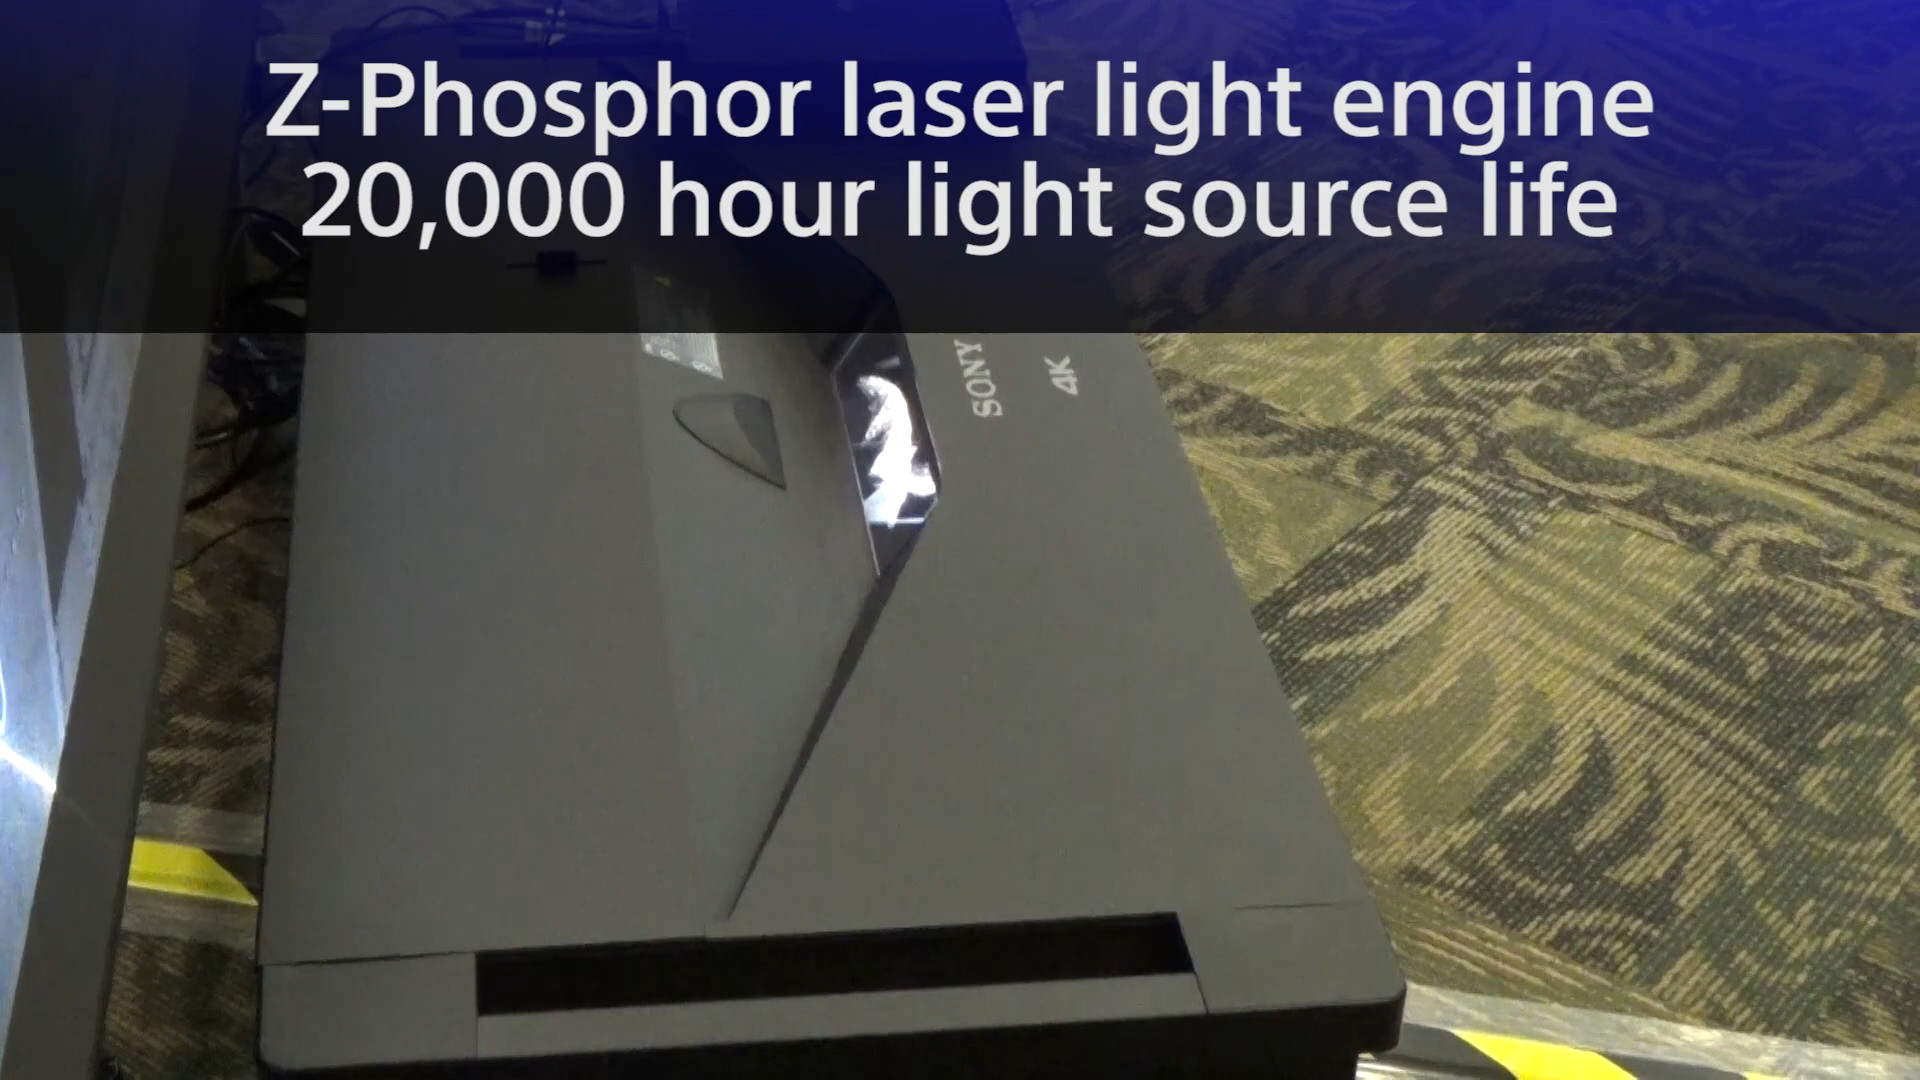 Z-Phosphor laser light engine
20,000 hour light source life
SONY
4K